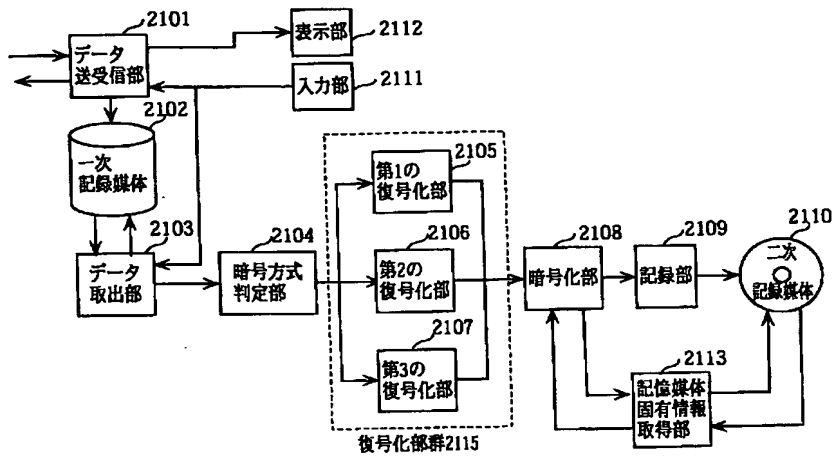 2101
データ
送受信部
表示部
2112
入力部
2111
2102
一次
記録媒体
2103
データ
取出部
2104
暗号方式
判定部
2105
第1の
復号化部
2106
第2の
復号化部
2107
第3の
復号化部
復号化部群2115
2108
暗号化部
2109
記録部
2110
二次
記録媒体
2113
記憶媒体
固有情報
取得部